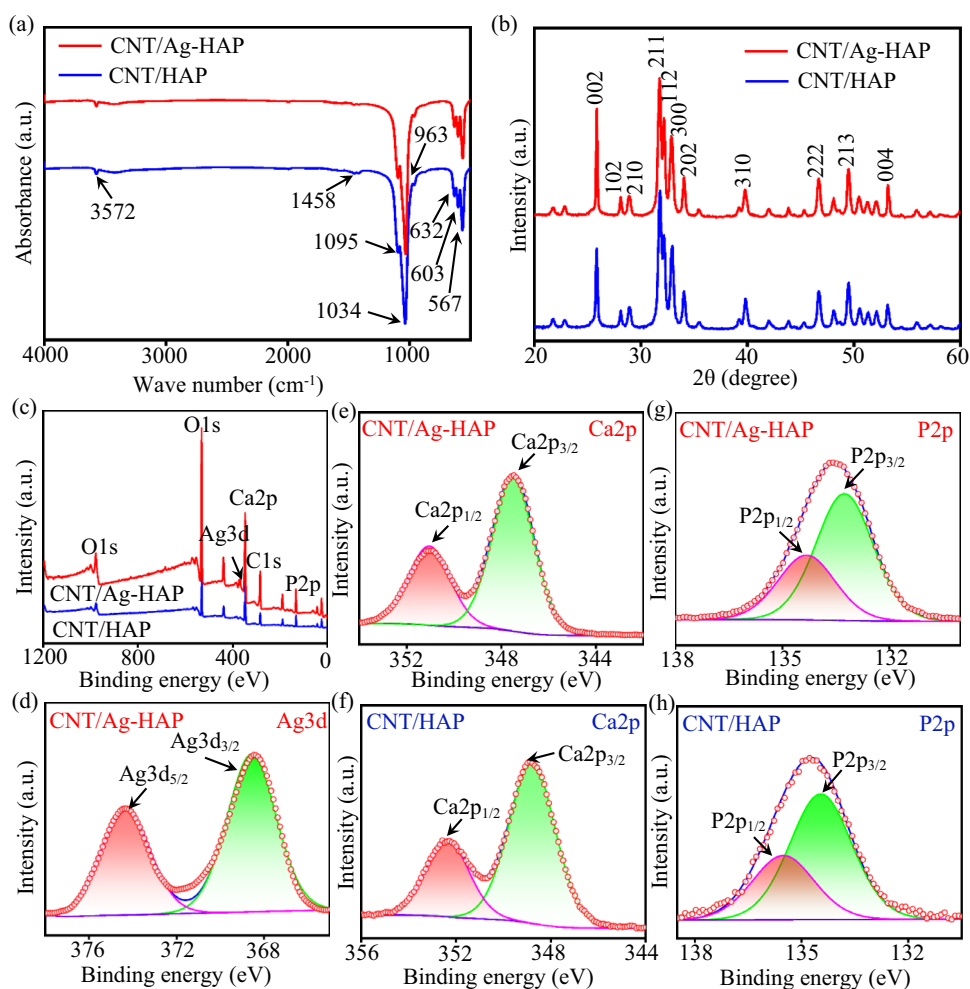 (a)
CNT/Ag-HAP
CNT/HAP
Absorbance (a.u.)
3572
1458
963
1095
632
603
1034
567
4000 3000 2000 1000
Wave number (cm⁻¹)
(b)
CNT/Ag-HAP
CNT/HAP
Intensity (a.u.)
002
102
210
211
112
300
202
310
222
213
004
20 30 40 50 60
2θ (degree)
(c)
Intensity (a.u.)
O1s
O1s
Ca2p
Ag3d
C1s
P2p
CNT/Ag-HAP
CNT/HAP
1200 800 400 0
Binding energy (eV)
(e)
CNT/Ag-HAP Ca2p
Intensity (a.u.)
Ca2p3/2
Ca2p1/2
352 348 344
Binding energy (eV)
(g)
CNT/Ag-HAP P2p
Intensity (a.u.)
P2p3/2
P2p1/2
138 135 132
Binding energy (eV)
(d)
CNT/Ag-HAP Ag3d
Intensity (a.u.)
Ag3d3/2
Ag3d5/2
376 371 368
Binding energy (eV)
(f)
CNT/HAP Ca2p
Intensity (a.u.)
Ca2p3/2
Ca2p1/2
356 352 348 344
Binding energy (eV)
(h)
CNT/HAP P2p
Intensity (a.u.)
P2p3/2
P2p1/2
138 135 132
Binding energy (eV)